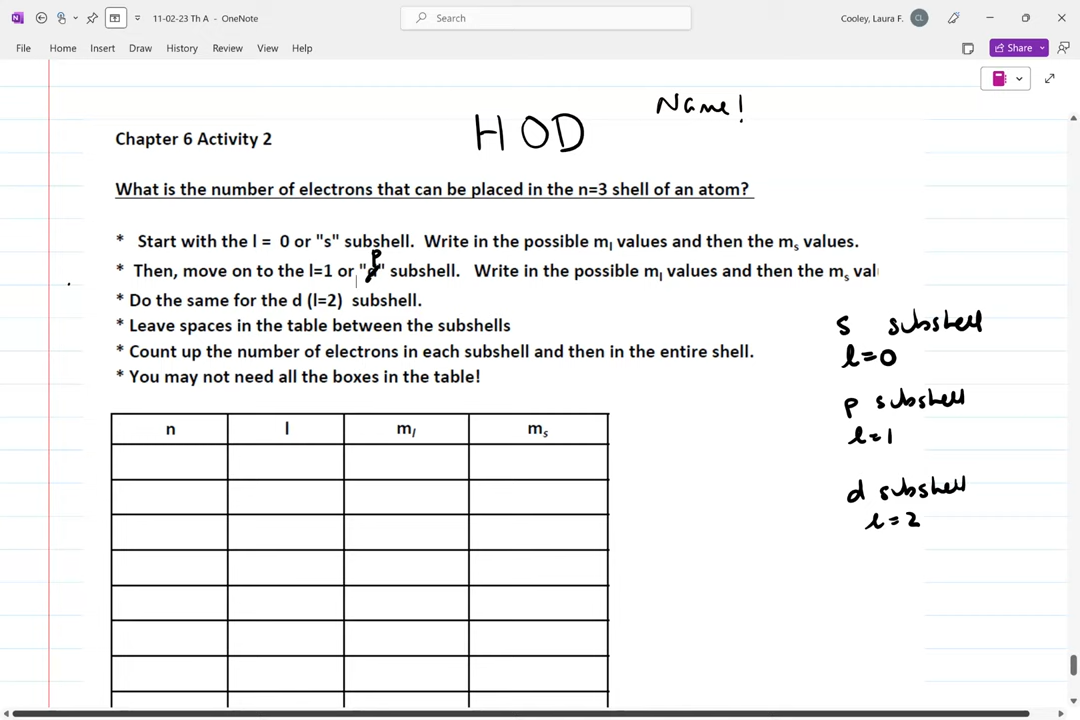 11-02-23 Th A - OneNote
Search
Cooley, Laura F.
CL
File Home Insert Draw History Review View Help
Share
Name!
HOD
Chapter 6 Activity 2
What is the number of electrons that can be placed in the n=3 shell of an atom?
* Start with the l = 0 or "s" subshell. Write in the possible ml values and then the ms values.
* Then, move on to the l=1 or "p" subshell. Write in the possible ml values and then the ms val
* Do the same for the d (l=2) subshell.
* Leave spaces in the table between the subshells
* Count up the number of electrons in each subshell and then in the entire shell.
* You may not need all the boxes in the table!
n l ml ms
s subshell
l=0
p subshell
l=1
d subshell
l=2